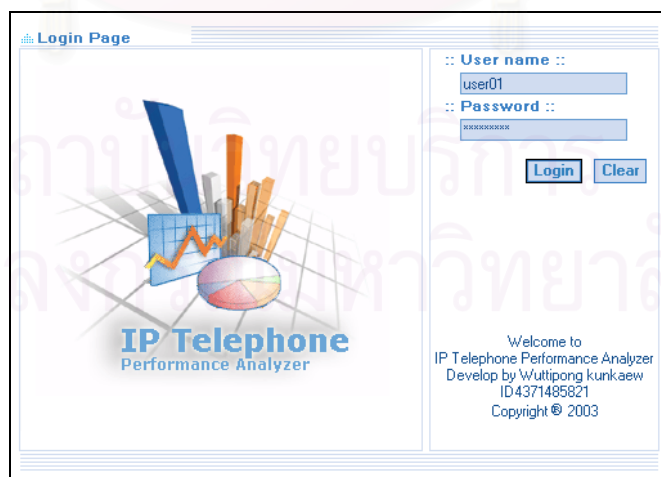 Login Page
:: User name ::
user01
:: Password ::
*********
Login Clear
IP Telephone
Performance Analyzer
Welcome to
IP Telephone Performance Analyzer
Develop by Wuttipong kunkaew
ID4371485821
Copyright ® 2003